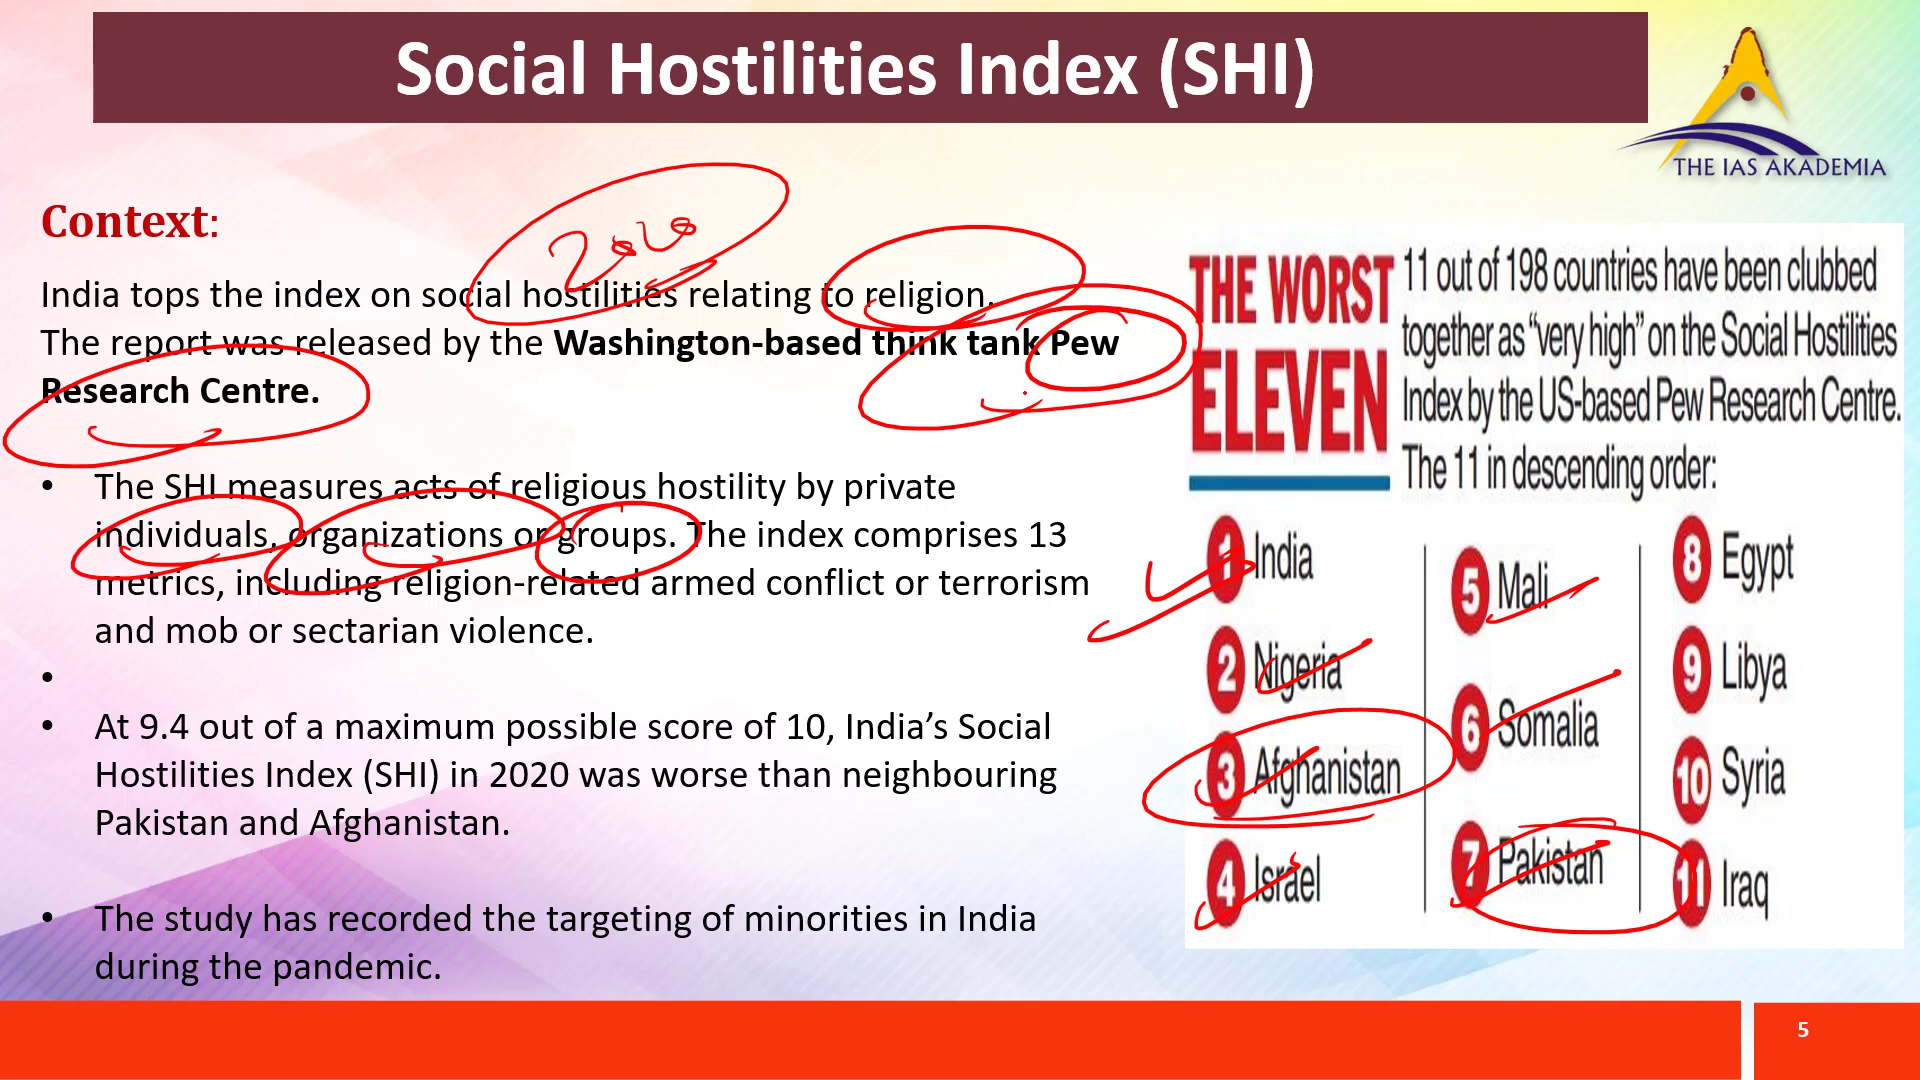 Social Hostilities Index (SHI)
THE IAS AKADEMIA
Context:
2020
India tops the index on social hostilities relating to religion.
The report was released by the Washington-based think tank Pew
Research Centre.
• The SHI measures acts of religious hostility by private
individuals, organizations or groups. The index comprises 13
metrics, including religion-related armed conflict or terrorism
and mob or sectarian violence.
•
• At 9.4 out of a maximum possible score of 10, India’s Social
Hostilities Index (SHI) in 2020 was worse than neighbouring
Pakistan and Afghanistan.
• The study has recorded the targeting of minorities in India
during the pandemic.
THE WORST
ELEVEN
11 out of 198 countries have been clubbed
together as “very high” on the Social Hostilities
Index by the US-based Pew Research Centre.
The 11 in descending order:
1 India
2 Nigeria
3 Afghanistan
4 Israel
5 Mali
6 Somalia
7 Pakistan
8 Egypt
9 Libya
10 Syria
11 Iraq
5